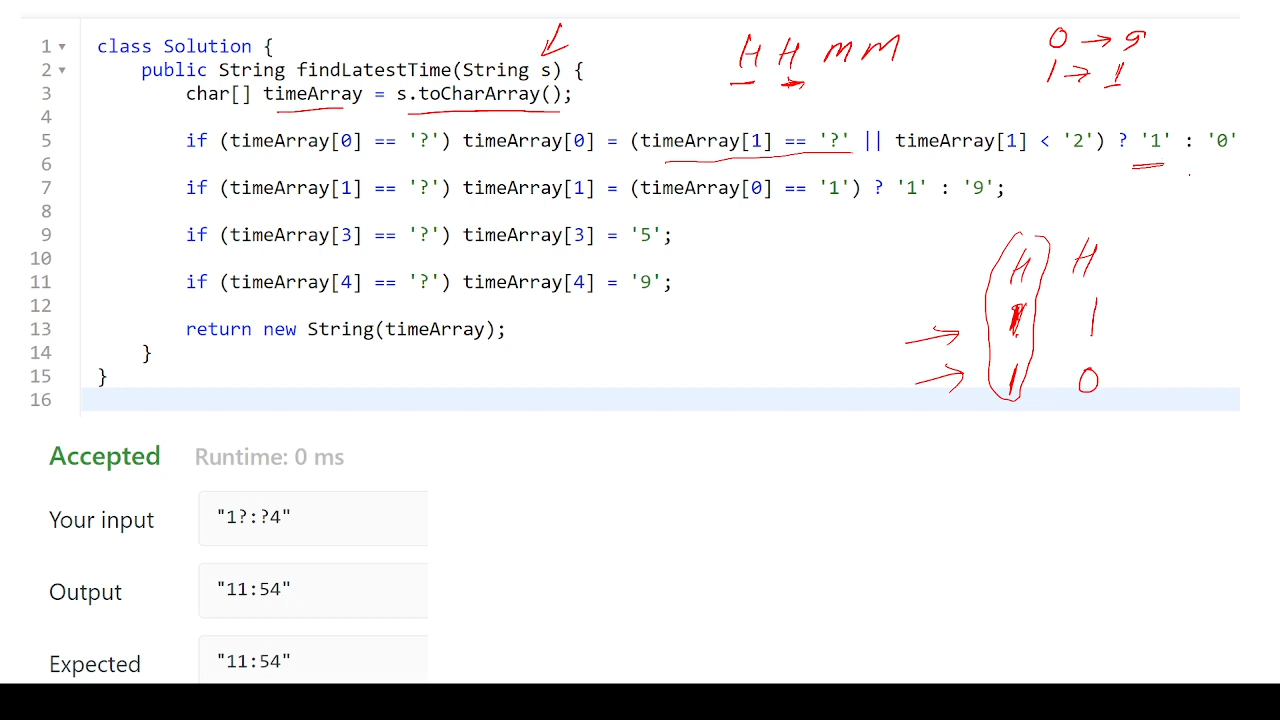 1 class Solution {
2 public String findLatestTime(String s) {
3 char[] timeArray = s.toCharArray();
4
5 if (timeArray[0] == '?') timeArray[0] = (timeArray[1] == '?' || timeArray[1] < '2') ? '1' : '0'
6
7 if (timeArray[1] == '?') timeArray[1] = (timeArray[0] == '1') ? '1' : '9';
8
9 if (timeArray[3] == '?') timeArray[3] = '5';
10
11 if (timeArray[4] == '?') timeArray[4] = '9';
12
13 return new String(timeArray);
14 }
15 }
16
H H M M
0 → 9
1 → 1
H H
1 1
1 0
Accepted Runtime: 0 ms
Your input "1?:?4"
Output "11:54"
Expected "11:54"